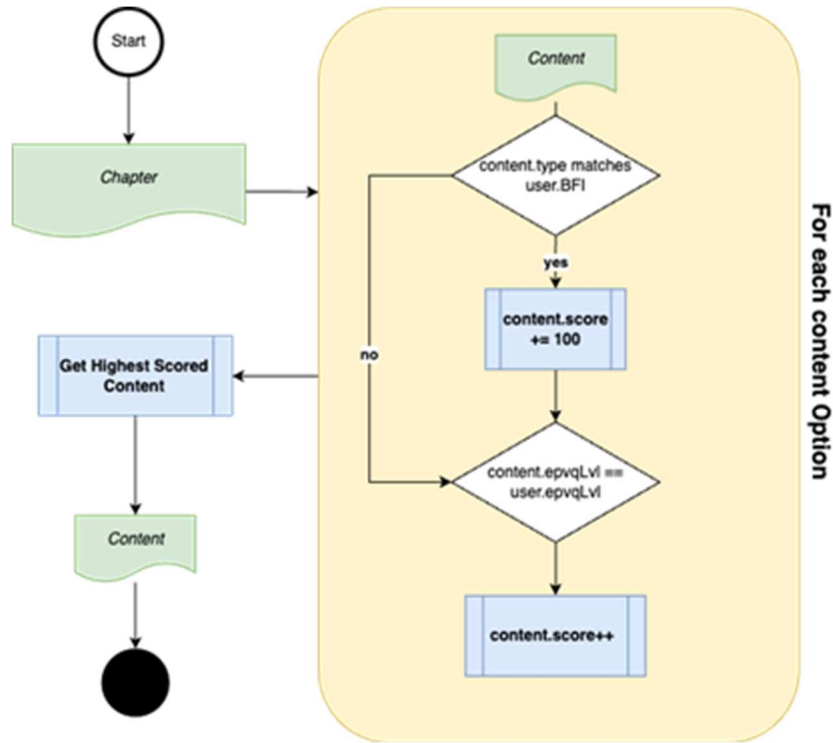 Start
Chapter
Get Highest Scored
Content
Content
Content
content.type matches
user.BFI
yes
content.score
+= 100
no
content.epvqLvl ==
user.epvqLvl
content.score++
For each content Option